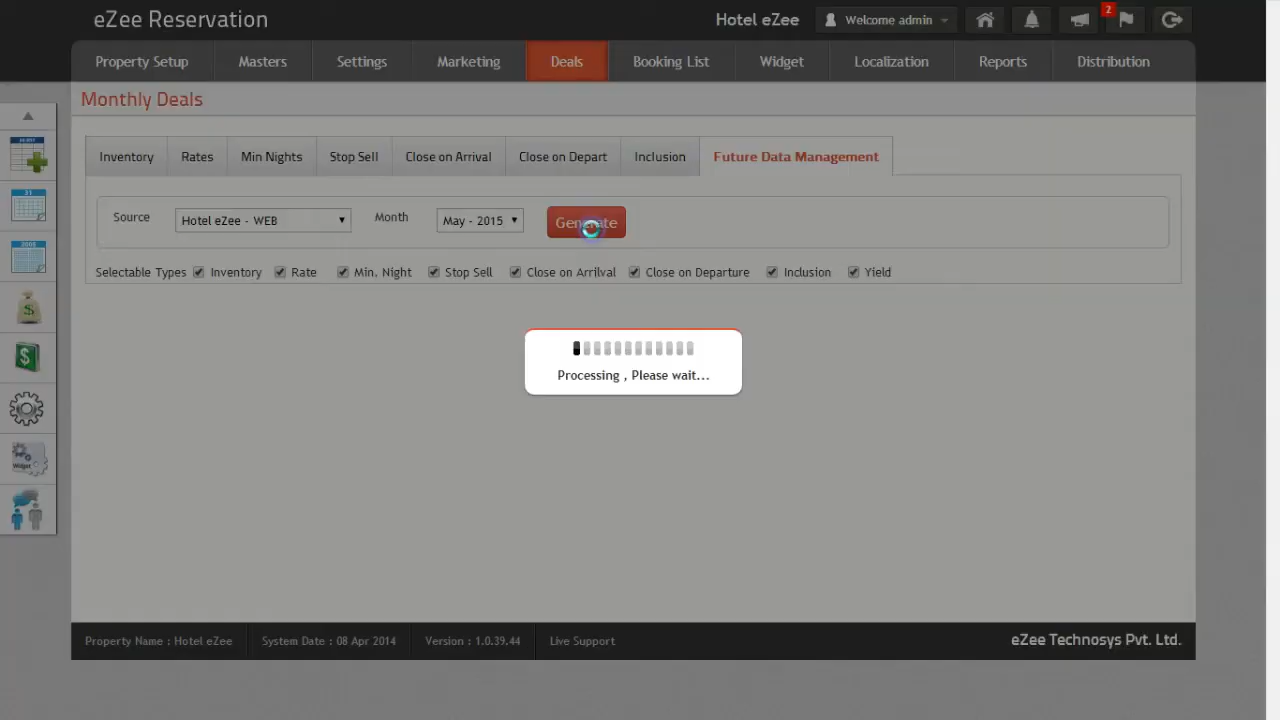 eZee Reservation
Hotel eZee Welcome admin 2
Property Setup Masters Settings Marketing Deals Booking List Widget Localization Reports Distribution
Monthly Deals
Inventory Rates Min Nights Stop Sell Close on Arrival Close on Depart Inclusion Future Data Management
Source Hotel eZee - WEB Month May - 2015 Generate
Selectable Types Inventory Rate Min. Night Stop Sell Close on Arrilval Close on Departure Inclusion Yield
Processing , Please wait...
Property Name : Hotel eZee System Date : 08 Apr 2014 Version : 1.0.39.44 Live Support eZee Technosys Pvt. Ltd.
31
Widget